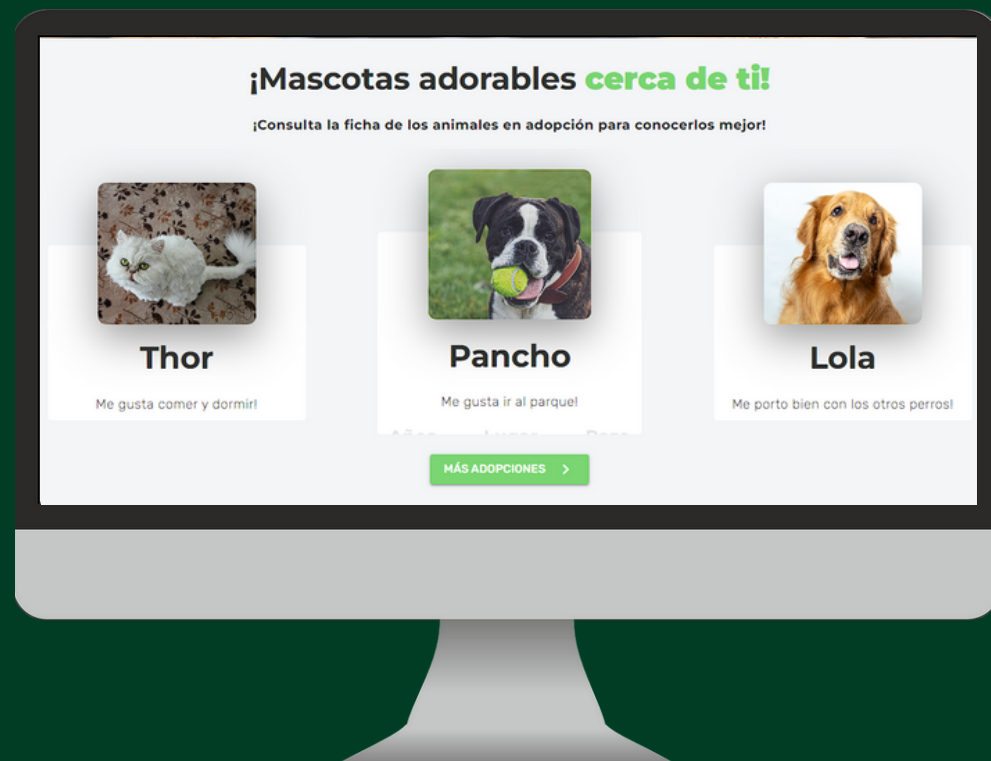 ¡Mascotas adorables cerca de ti!
¡Consulta la ficha de los animales en adopción para conocerlos mejor!
Thor
Me gusta comer y dormir!
Pancho
Me gusta ir al parque!
Lola
Me porto bien con los otros perros!
MÁS ADOPCIONES